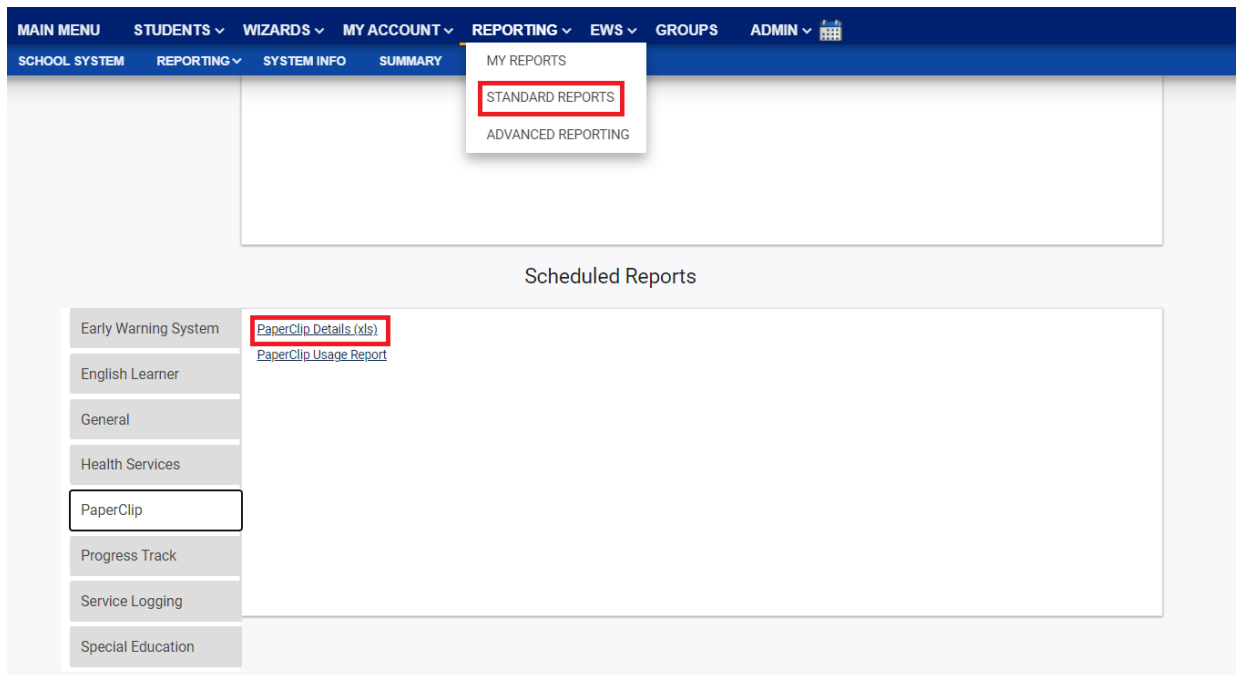 MAIN MENU STUDENTS WIZARDS MY ACCOUNT REPORTING EWS GROUPS ADMIN
SCHOOL SYSTEM REPORTING SYSTEM INFO SUMMARY
MY REPORTS
STANDARD REPORTS
ADVANCED REPORTING
Scheduled Reports
Early Warning System
English Learner
General
Health Services
PaperClip
Progress Track
Service Logging
Special Education
PaperClip Details (xls)
PaperClip Usage Report